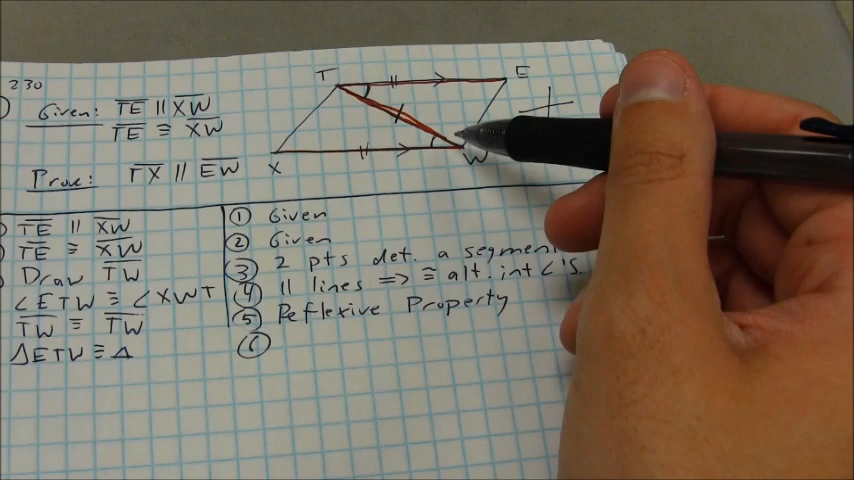 230
Given: TE || XW
TE ≅ XW
Prove: TX || EW
T
E
X
W
TE || XW
① Given
TE ≅ XW
② Given
Draw TW
③ 2 pts det. a segment
∠ETW ≅ ∠XWT
④ || lines => ≅ alt. int ∠'s.
TW ≅ TW
⑤ Reflexive Property
△ETW ≅ △
⑥